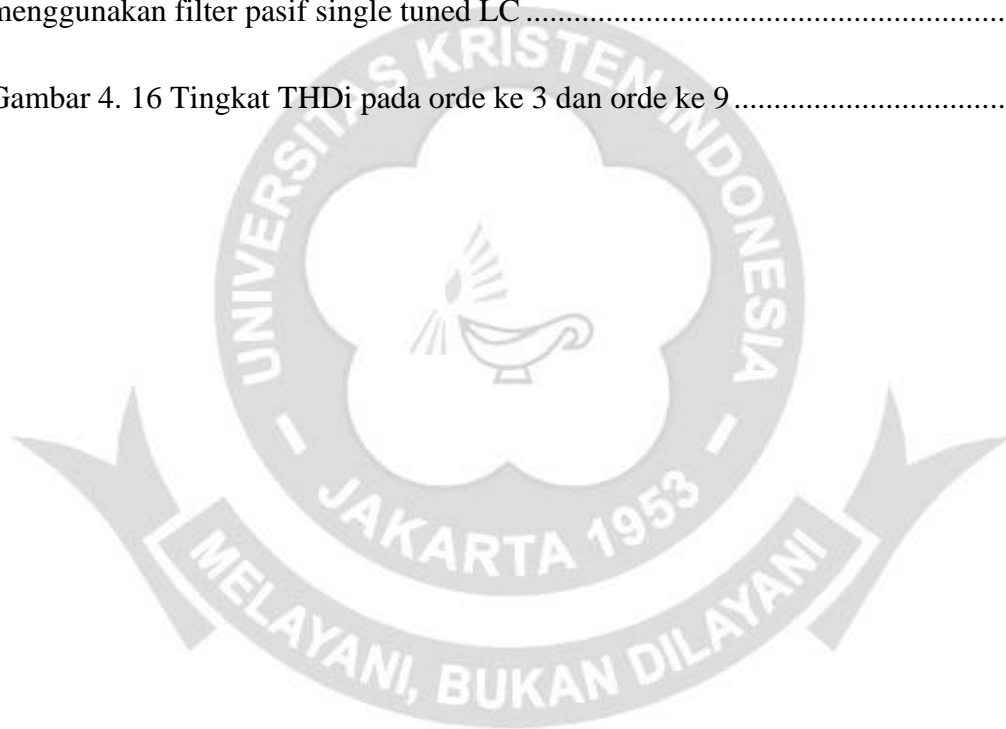 menggunakan filter pasif single tuned LC ....................................................
Gambar 4. 16 Tingkat THDi pada orde ke 3 dan orde ke 9 .............................
UNIVERSITAS KRISTEN INDONESIA
- JAKARTA 1953 -
MELAYANI, BUKAN DILAYANI